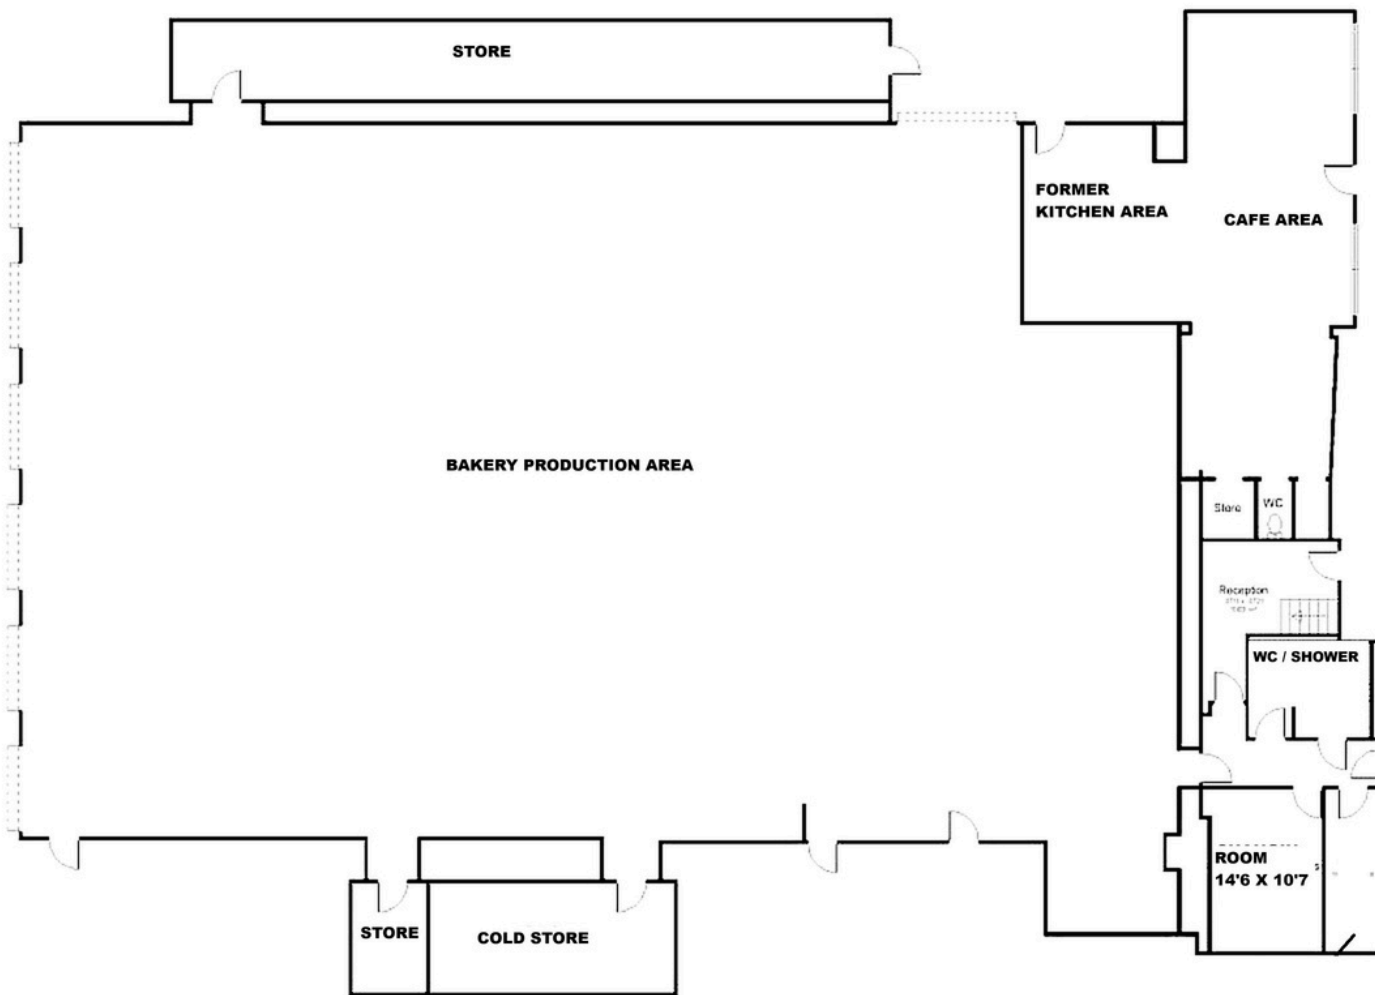 STORE
FORMER
KITCHEN AREA
CAFE AREA
BAKERY PRODUCTION AREA
Store
WC
Reception
WC / SHOWER
ROOM
14'6 X 10'7
STORE
COLD STORE